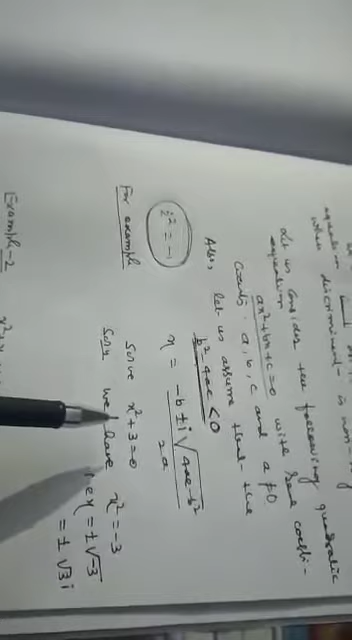 equation when discriminant is non-
Let us consider the following quadratic
equation
ax²+bx+c=0 with real coeffi-
cients a, b, c and a≠0.
Also, let us assume that the
b²-4ac<0
i²=-1
x = -b±i√4ac-b² / 2a
For example
Solve x²+3=0
Soln we have x²=-3
x=±√-3
=±√3i
Example-2